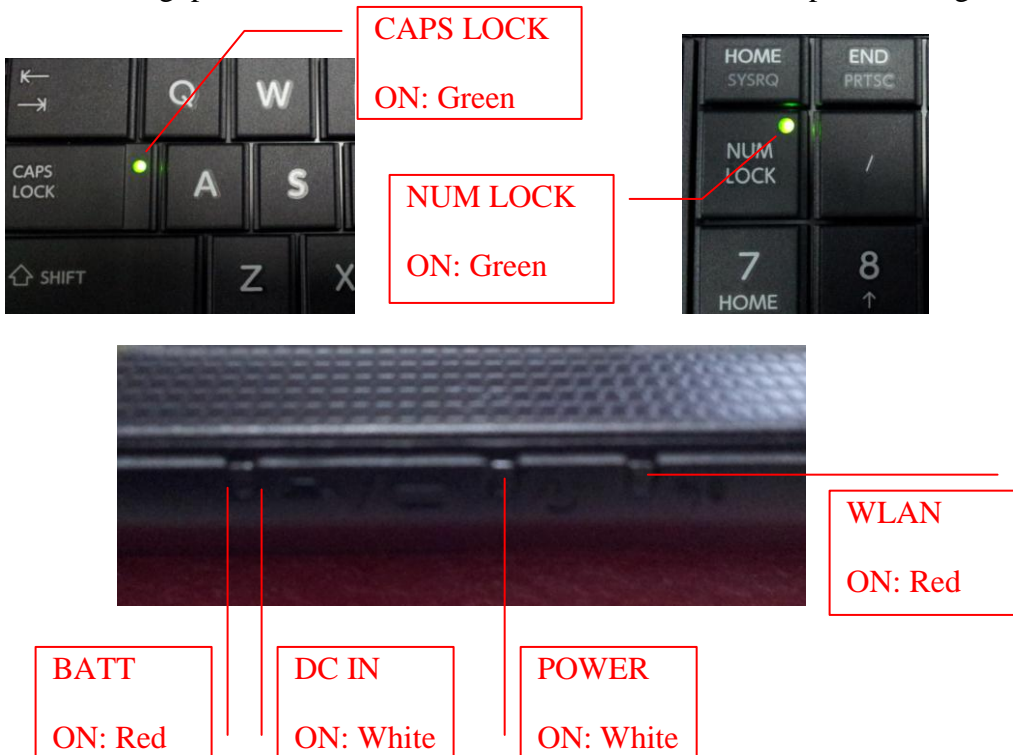 CAPS LOCK
ON: Green
Q W
CAPS
LOCK
A S
SHIFT
Z X
NUM LOCK
ON: Green
HOME
SYSRQ
END
PRTSC
NUM
LOCK
/
7
HOME
8
↑
WLAN
ON: Red
BATT
ON: Red
DC IN
ON: White
POWER
ON: White